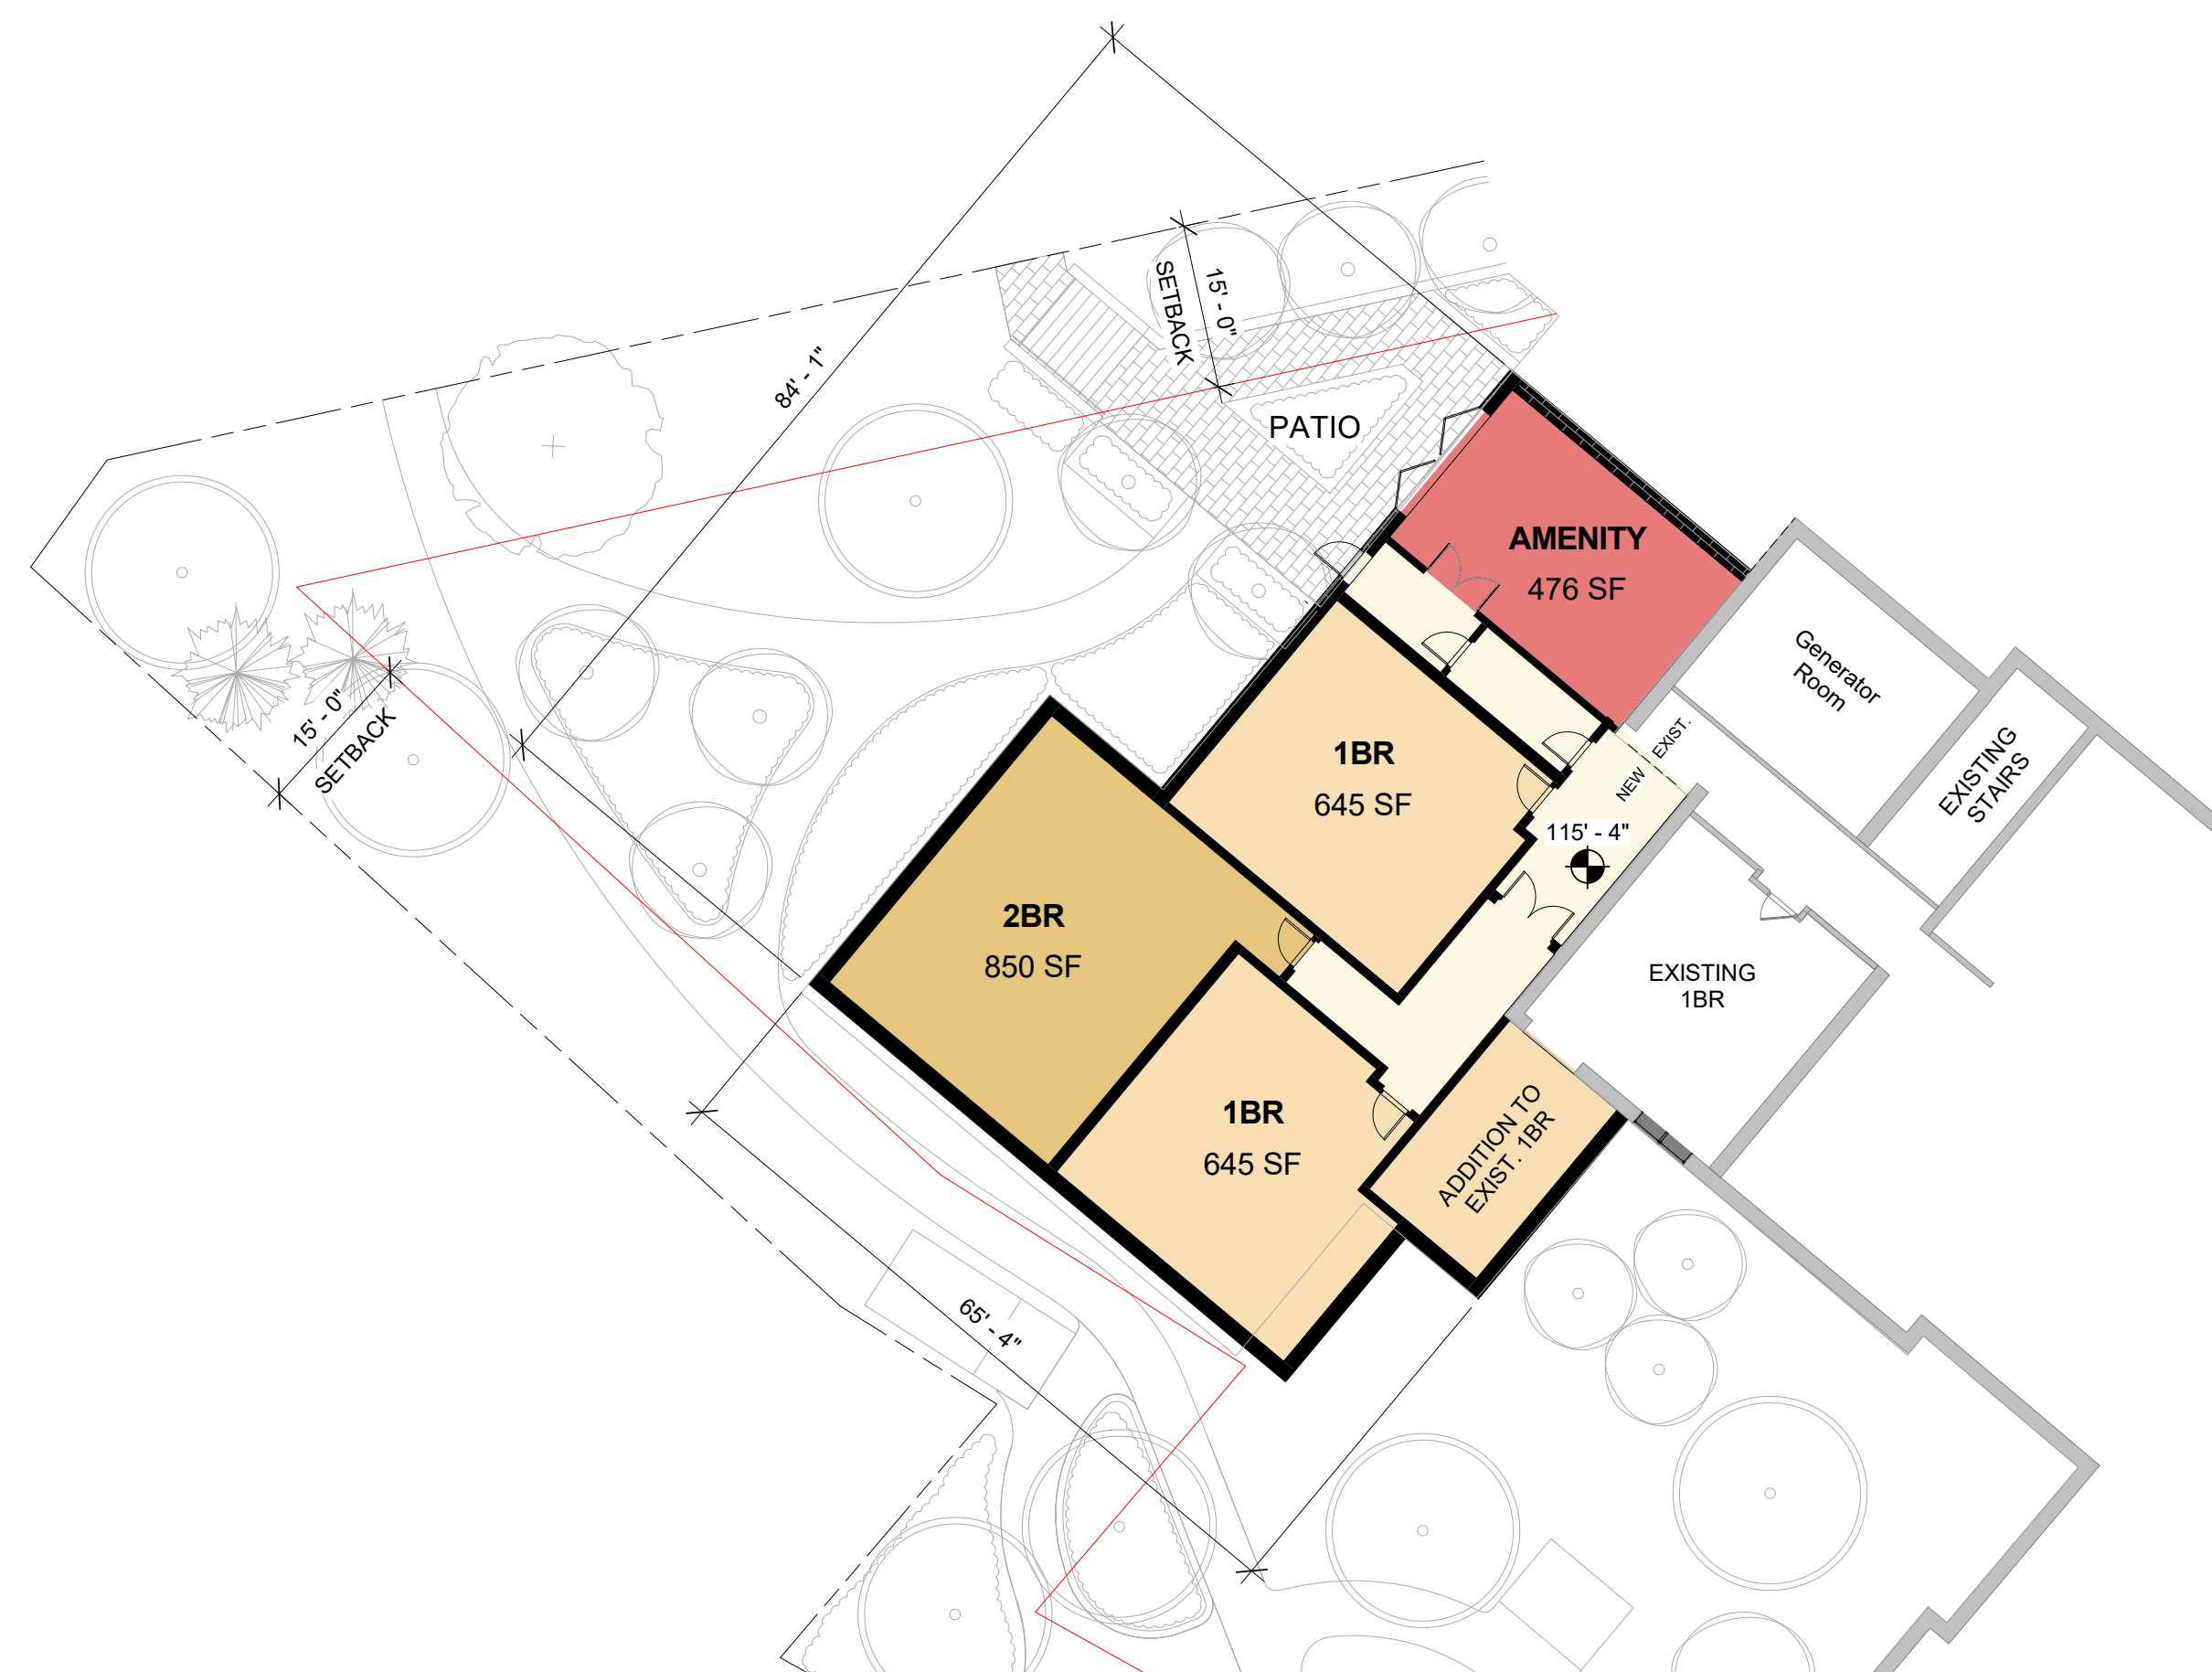 84' - 1"
SETBACK
15' - 0"
PATIO
AMENITY
476 SF
Generator
Room
15' - 0"
SETBACK
NEW
EXIST.
EXISTING
STAIRS
1BR
645 SF
115' - 4"
2BR
850 SF
EXISTING
1BR
1BR
645 SF
ADDITION TO
EXIST. 1BR
65' - 4"